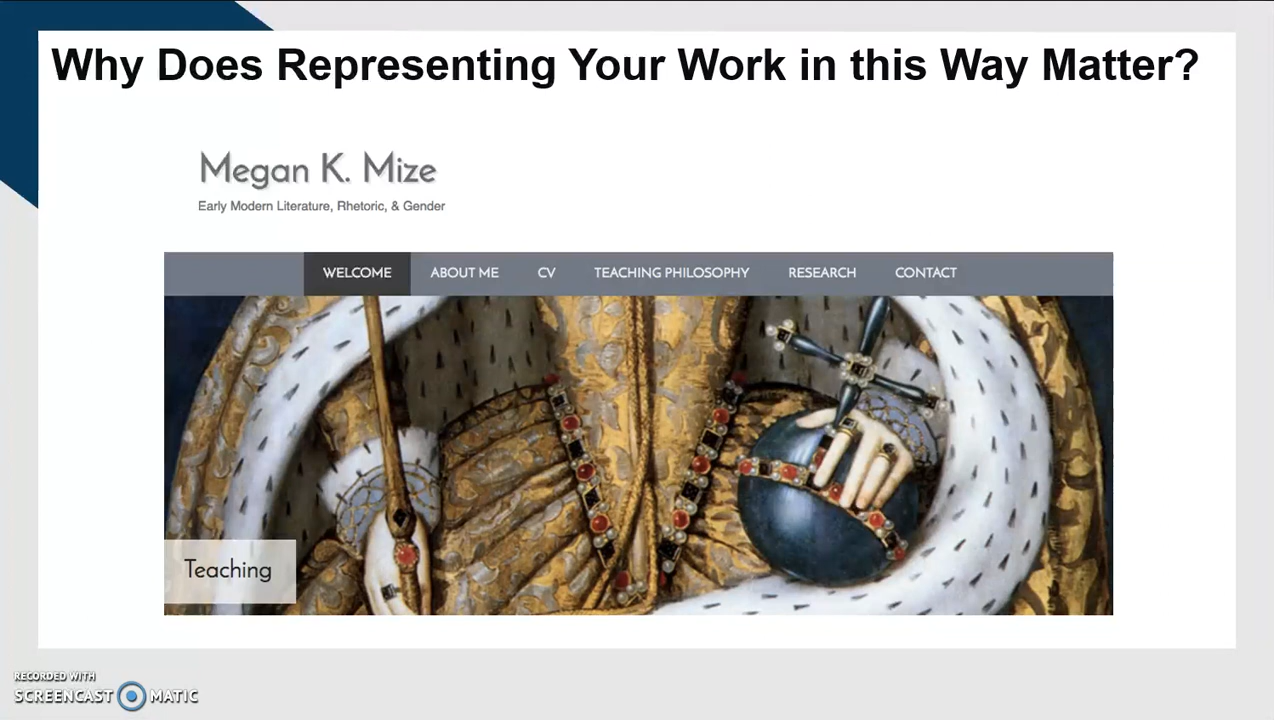 Why Does Representing Your Work in this Way Matter?
Megan K. Mize
Early Modern Literature, Rhetoric, & Gender
WELCOME ABOUT ME CV TEACHING PHILOSOPHY RESEARCH CONTACT
Teaching
RECORDED WITH
SCREENCAST MATIC